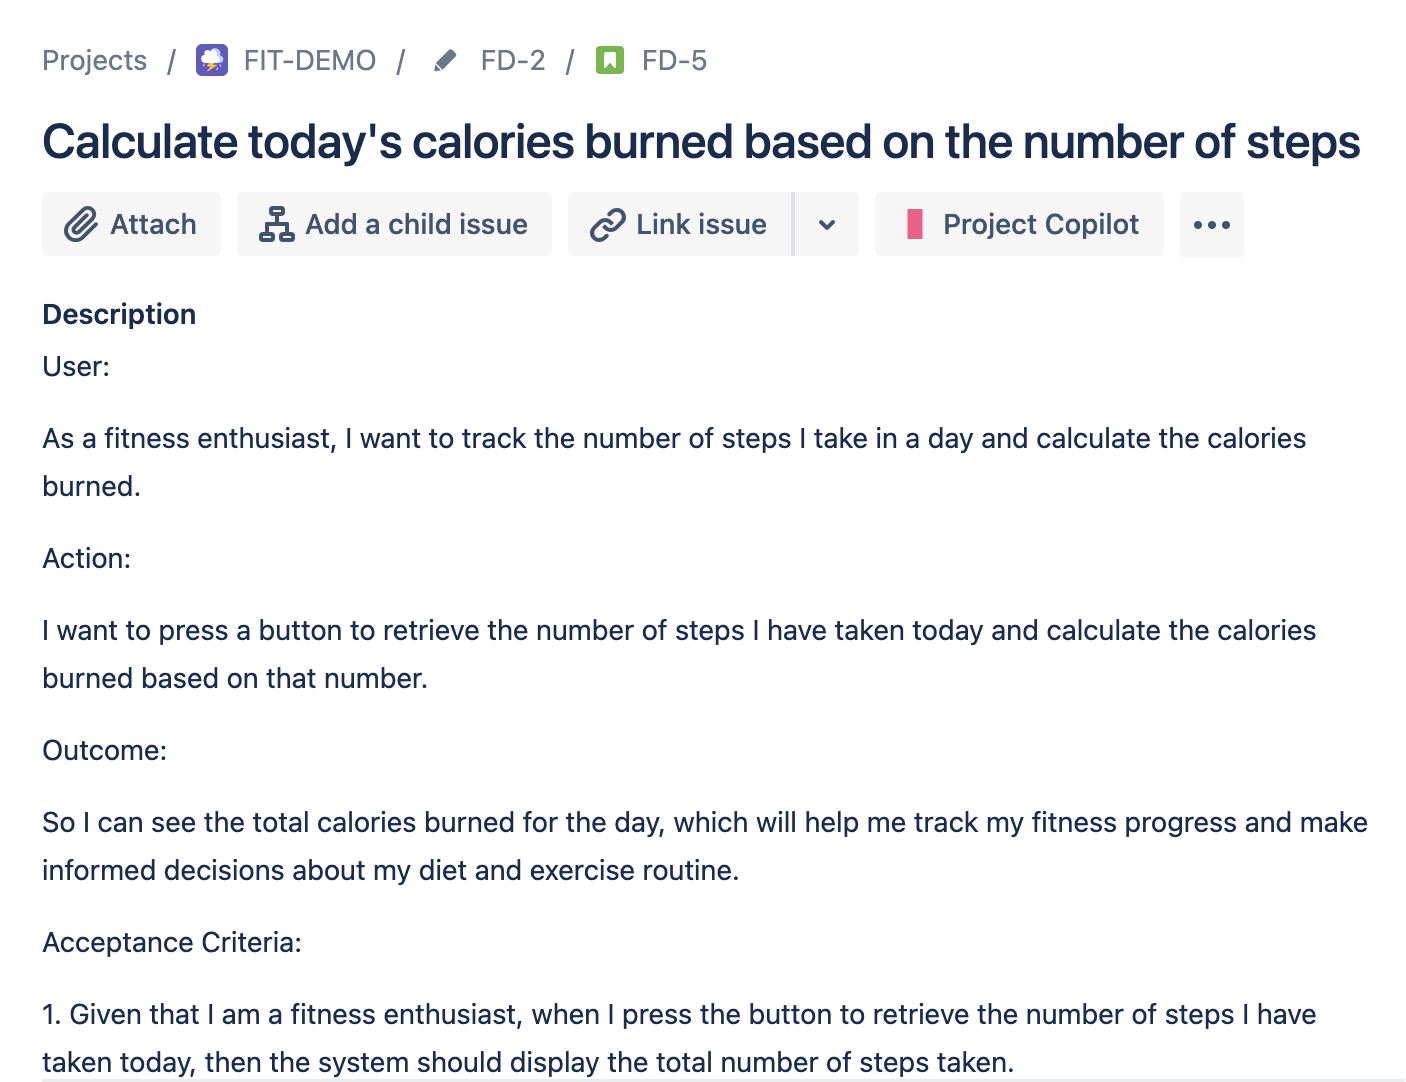 Projects / FIT-DEMO / FD-2 / FD-5
Calculate today's calories burned based on the number of steps
Attach Add a child issue Link issue Project Copilot
Description
User:
As a fitness enthusiast, I want to track the number of steps I take in a day and calculate the calories
burned.
Action:
I want to press a button to retrieve the number of steps I have taken today and calculate the calories
burned based on that number.
Outcome:
So I can see the total calories burned for the day, which will help me track my fitness progress and make
informed decisions about my diet and exercise routine.
Acceptance Criteria:
1. Given that I am a fitness enthusiast, when I press the button to retrieve the number of steps I have
taken today, then the system should display the total number of steps taken.